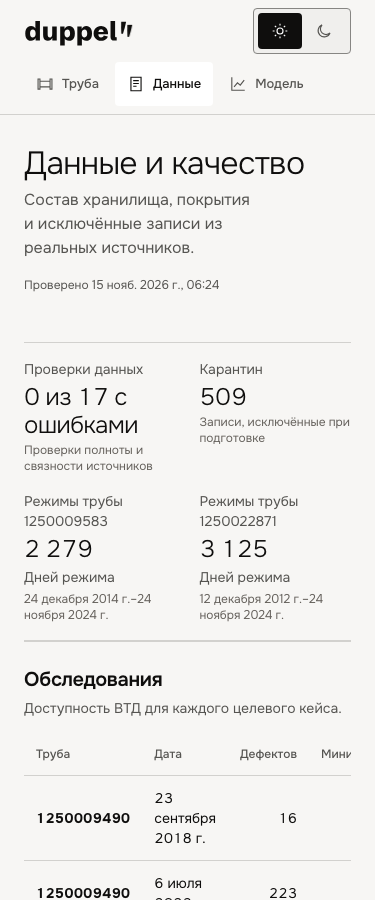 duppel
Труба
Данные
Модель
Данные и качество
Состав хранилища, покрытия
и исключённые записи из
реальных источников.
Проверено 15 нояб. 2026 г., 06:24
Проверки данных
0 из 17 с
ошибками
Проверки полноты и
связности источников
Карантин
509
Записи, исключённые при
подготовке
Режимы трубы
1250009583
2 279
Дней режима
24 декабря 2014 г.–24
ноября 2024 г.
Режимы трубы
1250022871
3 125
Дней режима
12 декабря 2012 г.–24
ноября 2024 г.
Обследования
Доступность ВТД для каждого целевого кейса.
Труба Дата Дефектов Мини
23
сентября
1250009490 16
2018 г.
6 июля
1250009490 223